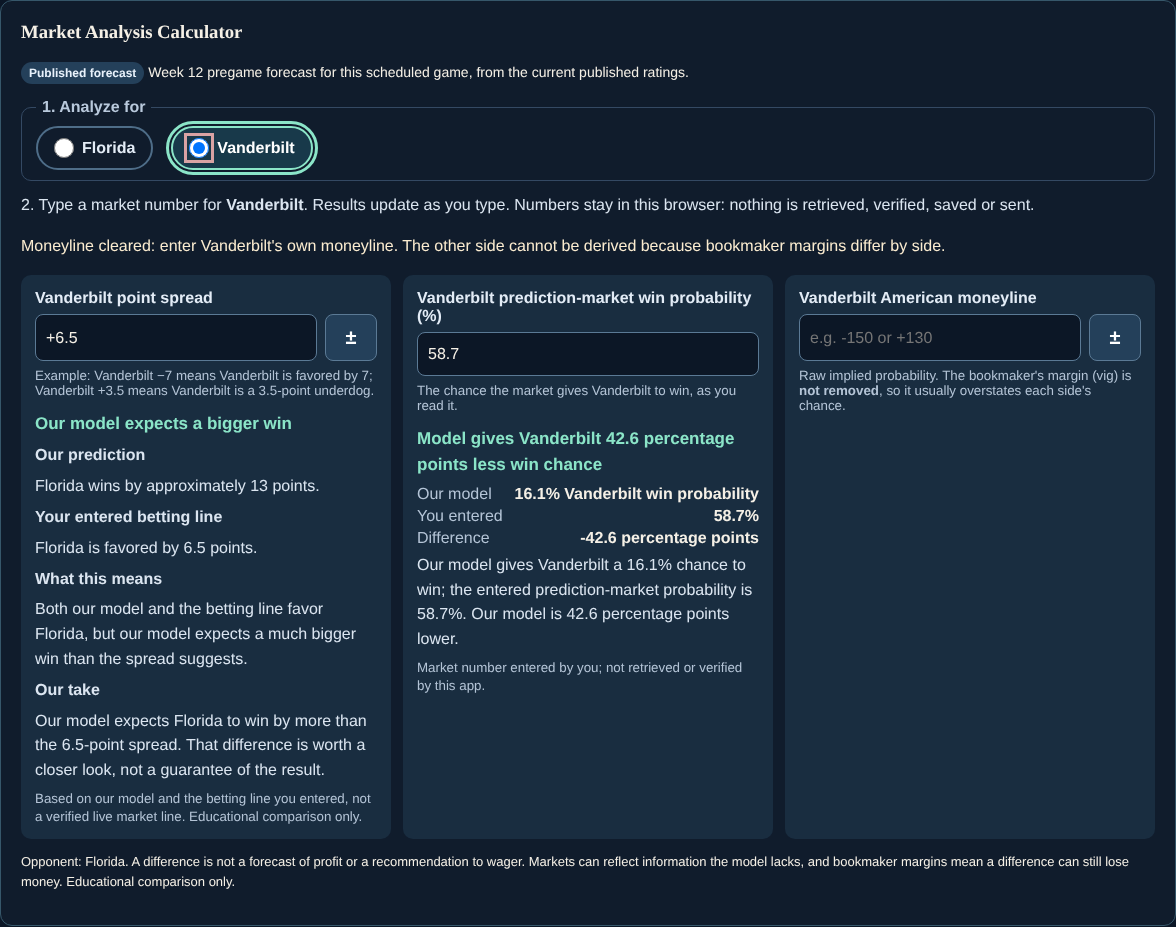 Market Analysis Calculator
Published forecast Week 12 pregame forecast for this scheduled game, from the current published ratings.
1. Analyze for
Florida
Vanderbilt
2. Type a market number for Vanderbilt. Results update as you type. Numbers stay in this browser: nothing is retrieved, verified, saved or sent.
Moneyline cleared: enter Vanderbilt's own moneyline. The other side cannot be derived because bookmaker margins differ by side.
Vanderbilt point spread
+6.5
±
Example: Vanderbilt −7 means Vanderbilt is favored by 7;
Vanderbilt +3.5 means Vanderbilt is a 3.5-point underdog.
Our model expects a bigger win
Our prediction
Florida wins by approximately 13 points.
Your entered betting line
Florida is favored by 6.5 points.
What this means
Both our model and the betting line favor
Florida, but our model expects a much bigger
win than the spread suggests.
Our take
Our model expects Florida to win by more than
the 6.5-point spread. That difference is worth a
closer look, not a guarantee of the result.
Based on our model and the betting line you entered, not
a verified live market line. Educational comparison only.
Vanderbilt prediction-market win probability
(%)
58.7
The chance the market gives Vanderbilt to win, as you
read it.
Model gives Vanderbilt 42.6 percentage
points less win chance
Our model 16.1% Vanderbilt win probability
You entered 58.7%
Difference -42.6 percentage points
Our model gives Vanderbilt a 16.1% chance to
win; the entered prediction-market probability is
58.7%. Our model is 42.6 percentage points
lower.
Market number entered by you; not retrieved or verified
by this app.
Vanderbilt American moneyline
e.g. -150 or +130
±
Raw implied probability. The bookmaker's margin (vig) is
not removed, so it usually overstates each side's
chance.
Opponent: Florida. A difference is not a forecast of profit or a recommendation to wager. Markets can reflect information the model lacks, and bookmaker margins mean a difference can still lose
money. Educational comparison only.